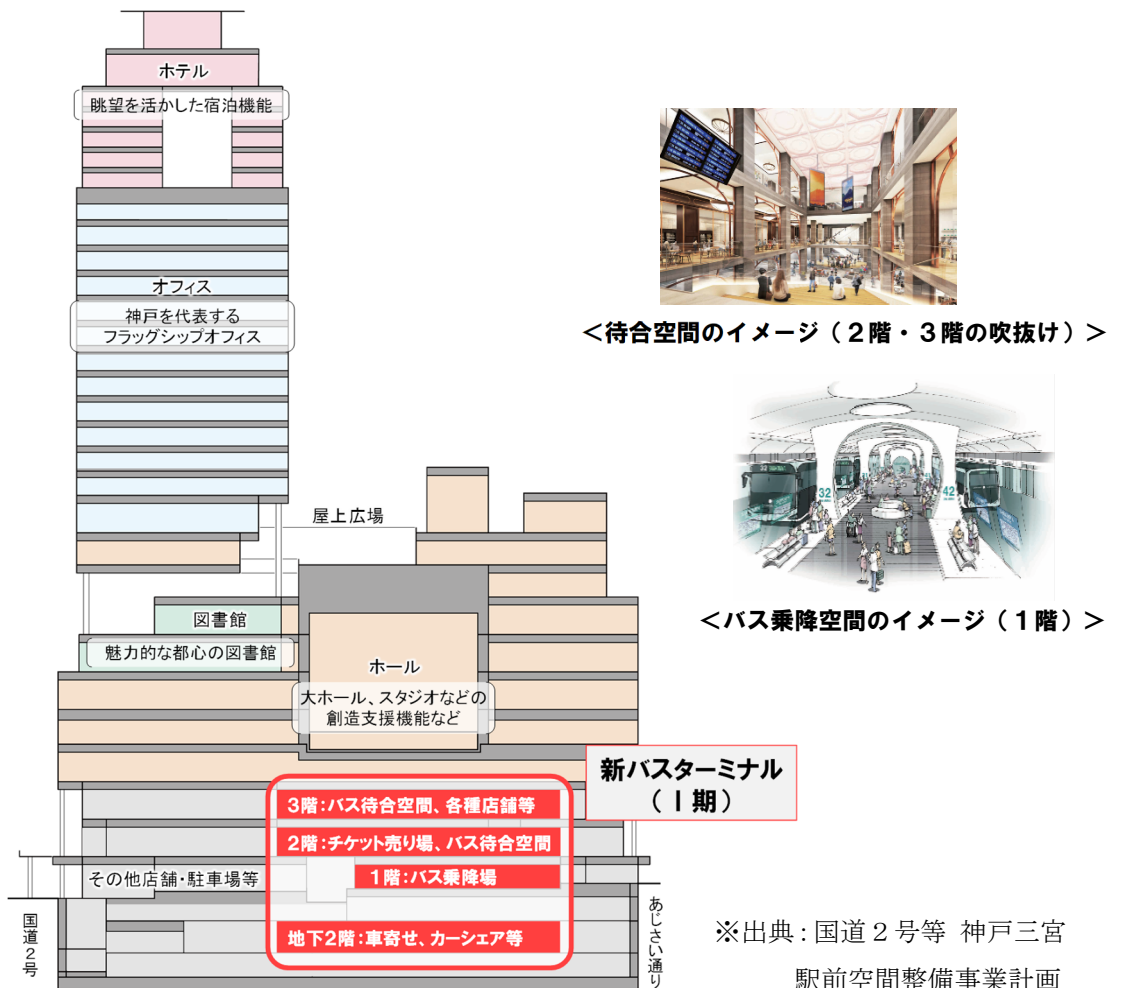 ホテル
眺望を活かした宿泊機能
オフィス
神戸を代表する
フラッグシップオフィス
屋上広場
図書館
魅力的な都心の図書館
ホール
大ホール、スタジオなどの
創造支援機能など
新バスターミナル
(Ⅰ期)
3階:バス待合空間、各種店舗等
2階:チケット売り場、バス待合空間
1階:バス乗降場
その他店舗・駐車場等
地下2階:車寄せ、カーシェア等
国道2号
あじさい通り
<待合空間のイメージ(2階・3階の吹抜け)>
32
32
42
<バス乗降空間のイメージ(1階)>
※出典:国道2号等 神戸三宮
駅前空間整備事業計画